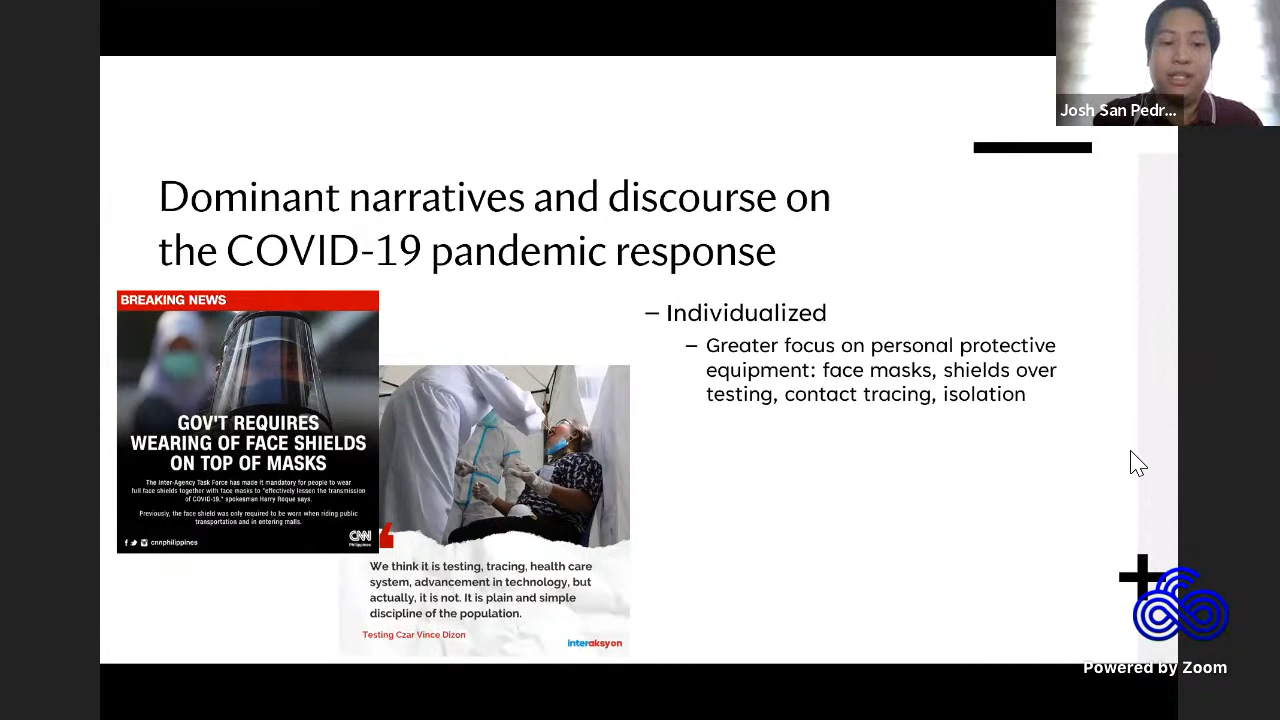 Josh San Pedr...
Dominant narratives and discourse on
the COVID-19 pandemic response
BREAKING NEWS
GOV'T REQUIRES
WEARING OF FACE SHIELDS
ON TOP OF MASKS
The Inter-Agency Task Force has made it mandatory for people to wear
full face shields together with face masks to "effectively lessen the transmission
of COVID-19," spokesman Harry Roque says.
Previously, the face shield was only required to be worn when riding public
transportation and in entering malls.
cnnphilippines
CNN
Philippines
We think it is testing, tracing, health care
system, advancement in technology, but
actually, it is not. It is plain and simple
discipline of the population.
Testing Czar Vince Dizon
interaksyon
– Individualized
– Greater focus on personal protective
equipment: face masks, shields over
testing, contact tracing, isolation
Powered by Zoom